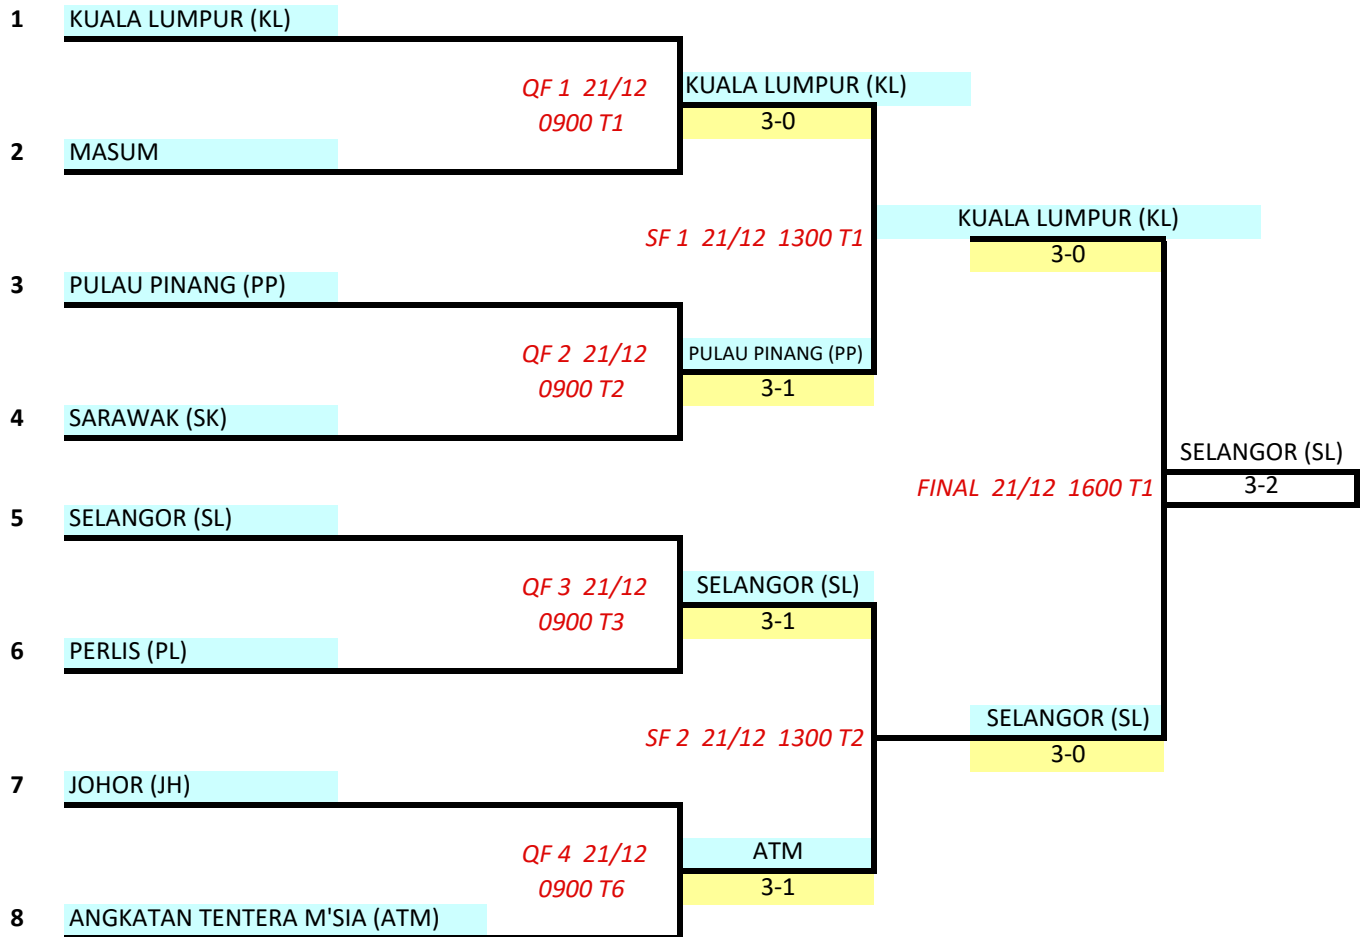 1 KUALA LUMPUR (KL)
QF 1 21/12 KUALA LUMPUR (KL)
0900 T1 3-0
2 MASUM
KUALA LUMPUR (KL)
SF 1 21/12 1300 T1
3-0
3 PULAU PINANG (PP)
QF 2 21/12 PULAU PINANG (PP)
0900 T2 3-1
4 SARAWAK (SK)
SELANGOR (SL)
FINAL 21/12 1600 T1 3-2
5 SELANGOR (SL)
QF 3 21/12 SELANGOR (SL)
0900 T3 3-1
6 PERLIS (PL)
SELANGOR (SL)
SF 2 21/12 1300 T2
3-0
7 JOHOR (JH)
QF 4 21/12 ATM
0900 T6 3-1
8 ANGKATAN TENTERA M'SIA (ATM)